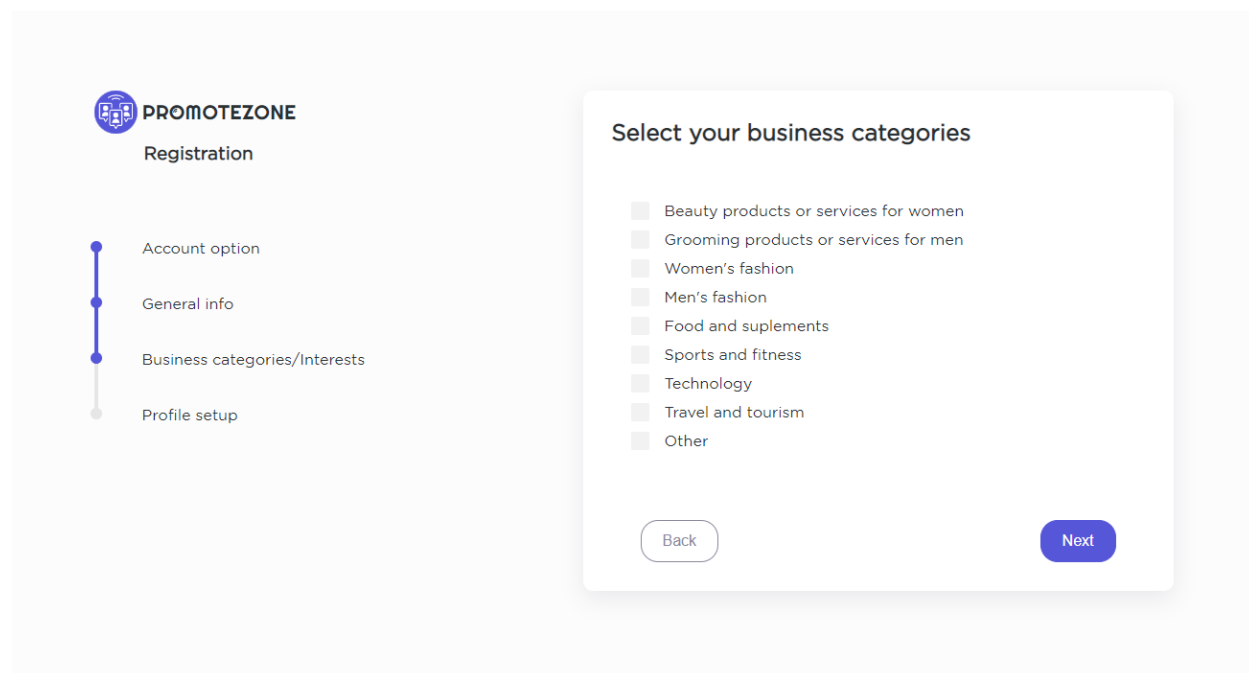 PROMOTEZONE
Registration
Account option
General info
Business categories/Interests
Profile setup
Select your business categories
Beauty products or services for women
Grooming products or services for men
Women's fashion
Men's fashion
Food and suplements
Sports and fitness
Technology
Travel and tourism
Other
Back
Next